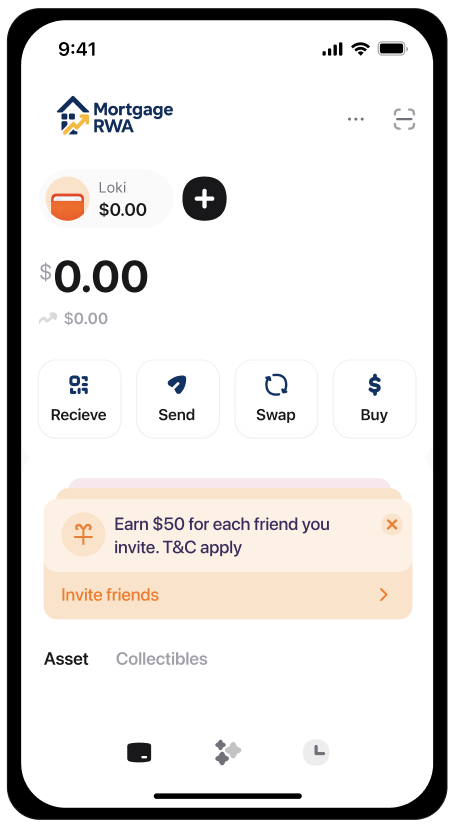 9:41
Mortgage
RWA
Loki
$0.00
$0.00
$0.00
Recieve
Send
Swap
Buy
Earn $50 for each friend you
invite. T&C apply
Invite friends
Asset
Collectibles